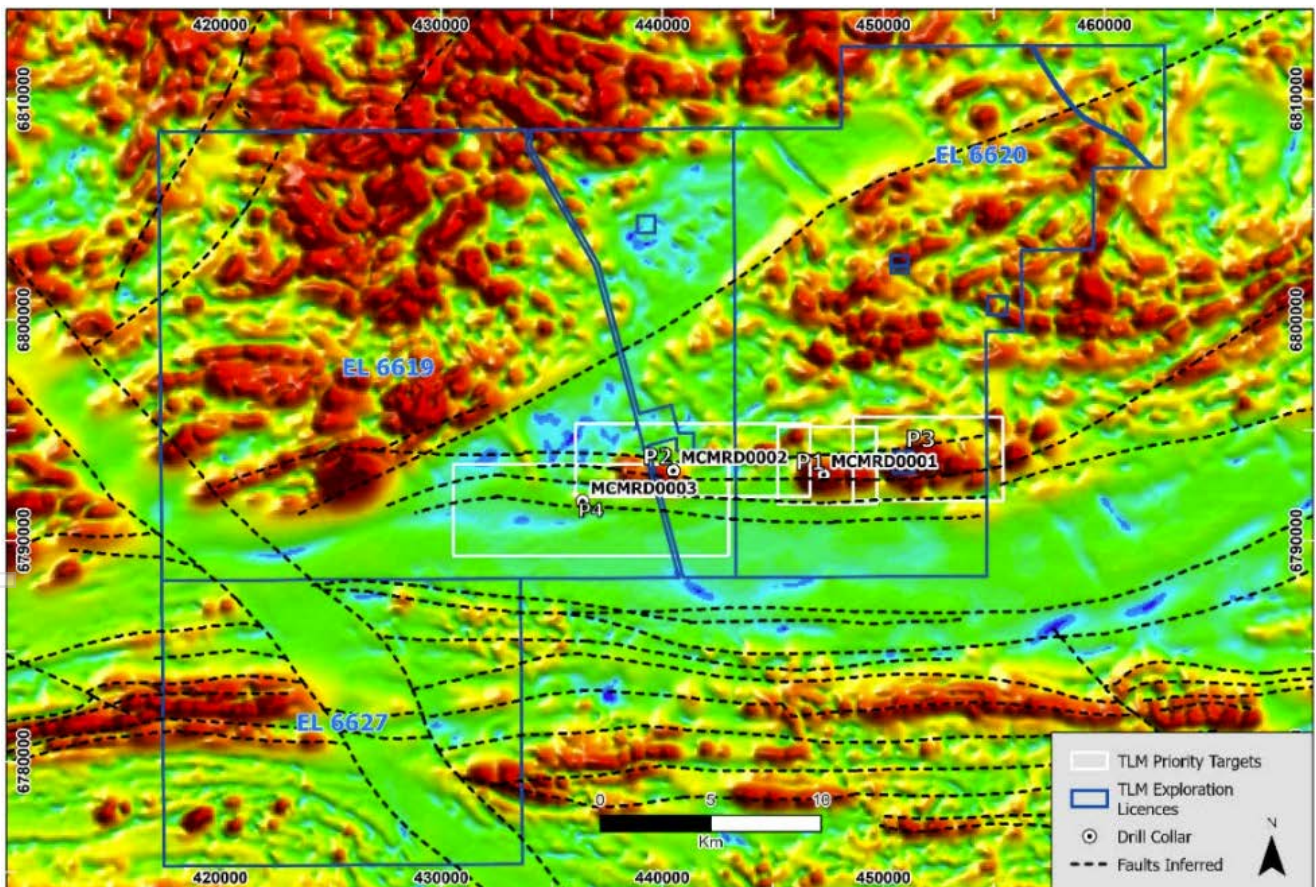 420000
430000
440000
450000
460000
6810000
6810000
EL 6620
6800000
6800000
EL 6619
P3
P2
MCMRD0002
P1
MCMRD0001
MCMRD0003
P4
6790000
6790000
EL 6627
6780000
0
5
10
Km
TLM Priority Targets
TLM Exploration
Licences
Drill Collar
Faults Inferred
N
420000
430000
440000
450000